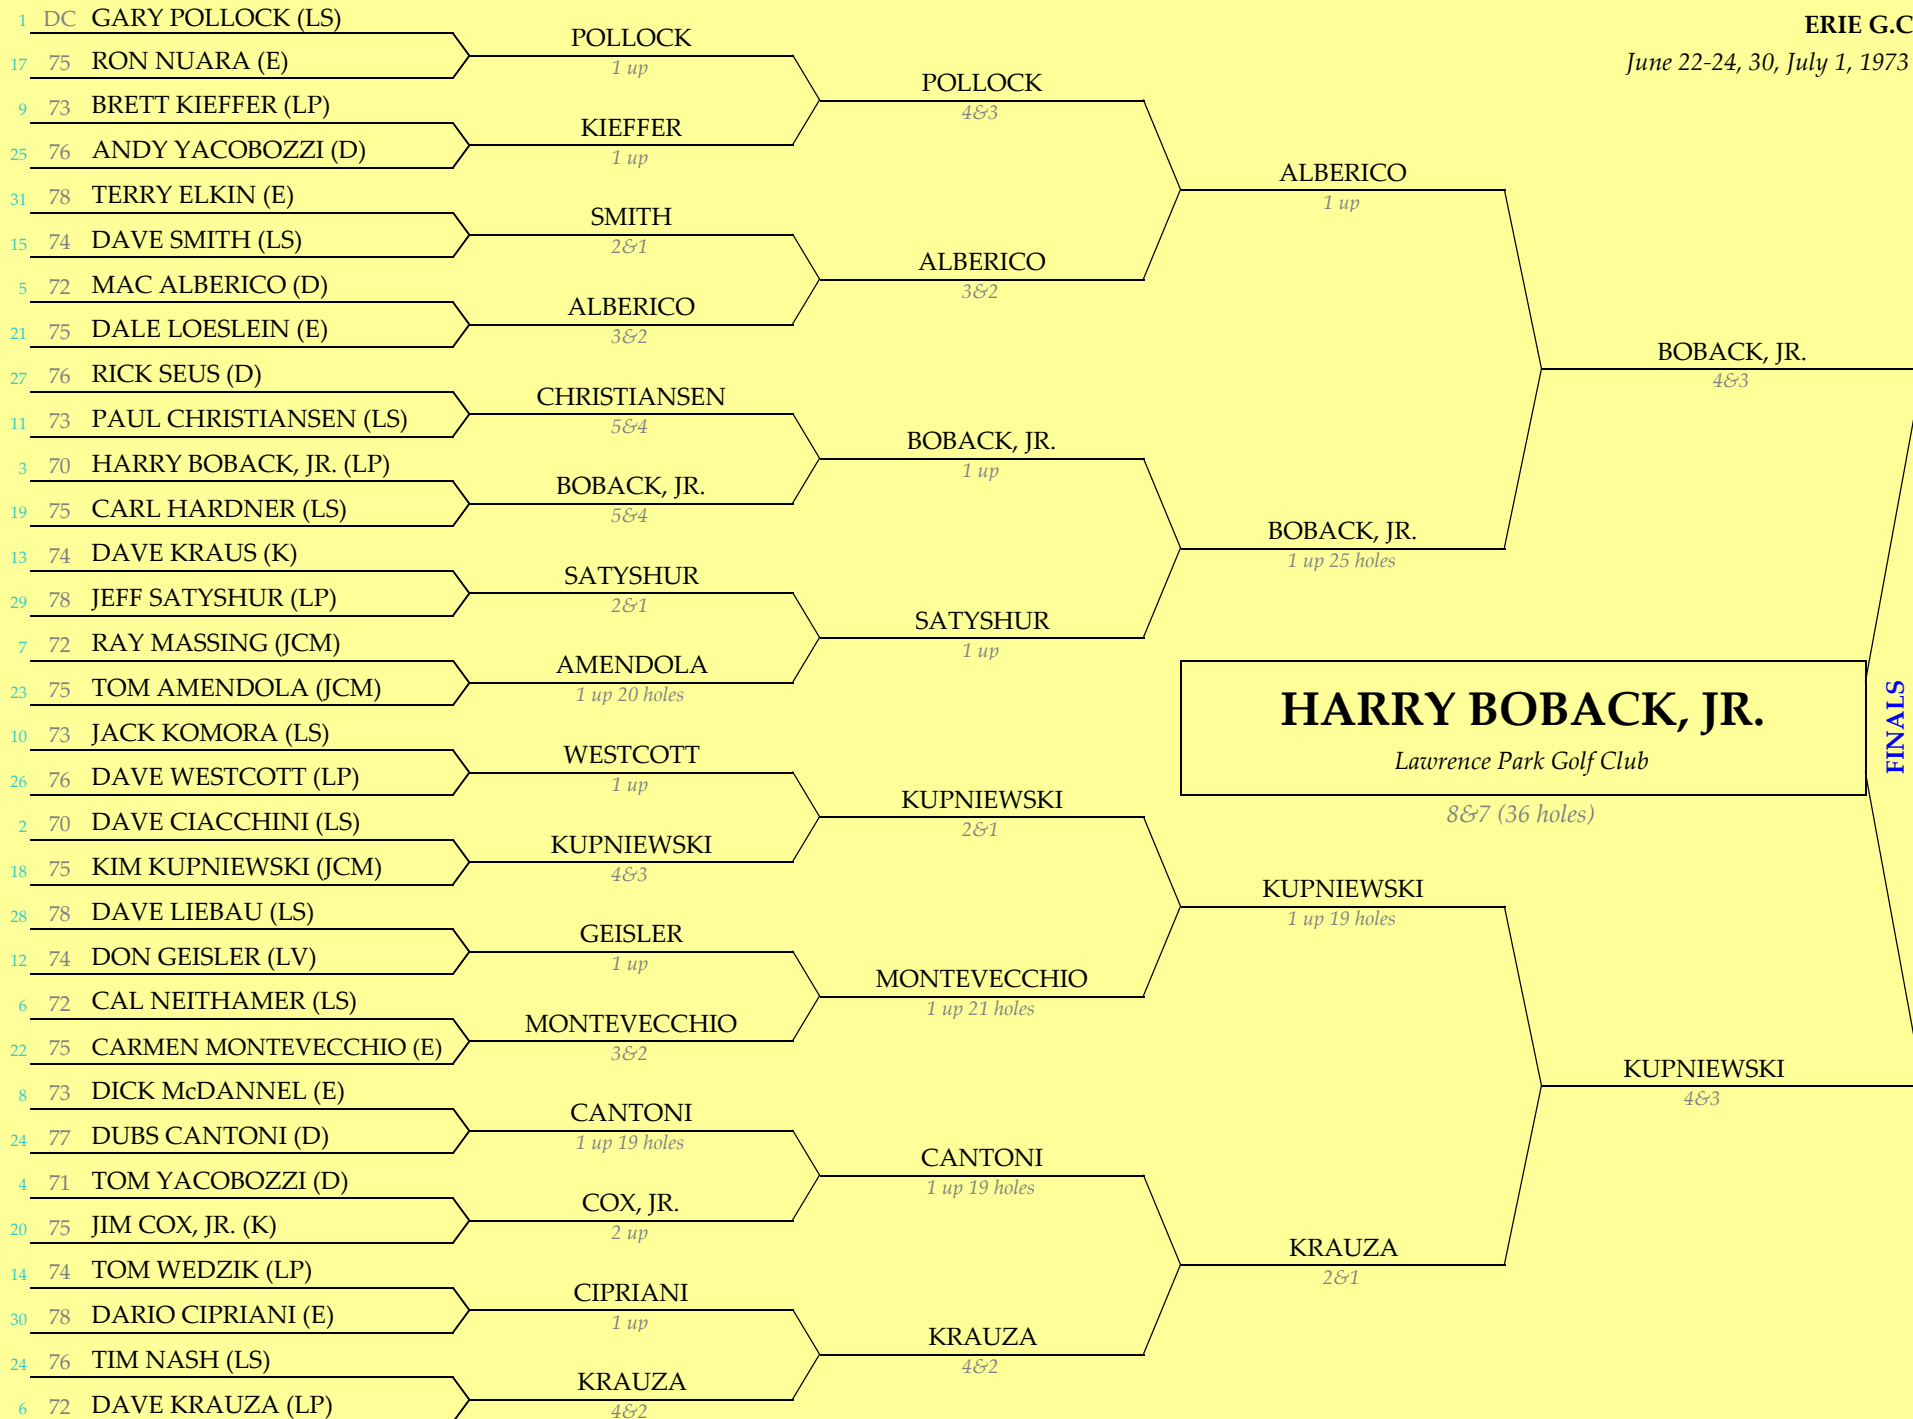 ERIE G.C
June 22-24, 30, July 1, 1973
1 DC GARY POLLOCK (LS)
17 75 RON NUARA (E)
9 73 BRETT KIEFFER (LP)
25 76 ANDY YACOBOZZI (D)
31 78 TERRY ELKIN (E)
15 74 DAVE SMITH (LS)
5 72 MAC ALBERICO (D)
21 75 DALE LOESLEIN (E)
27 76 RICK SEUS (D)
11 73 PAUL CHRISTIANSEN (LS)
3 70 HARRY BOBACK, JR. (LP)
19 75 CARL HARDNER (LS)
13 74 DAVE KRAUS (K)
29 78 JEFF SATYSHUR (LP)
7 72 RAY MASSING (JCM)
23 75 TOM AMENDOLA (JCM)
10 73 JACK KOMORA (LS)
26 76 DAVE WESTCOTT (LP)
2 70 DAVE CIACCHINI (LS)
18 75 KIM KUPNIEWSKI (JCM)
28 78 DAVE LIEBAU (LS)
12 74 DON GEISLER (LV)
6 72 CAL NEITHAMER (LS)
22 75 CARMEN MONTEVECCHIO (E)
8 73 DICK McDANNEL (E)
24 77 DUBS CANTONI (D)
4 71 TOM YACOBOZZI (D)
20 75 JIM COX, JR. (K)
14 74 TOM WEDZIK (LP)
30 78 DARIO CIPRIANI (E)
24 76 TIM NASH (LS)
6 72 DAVE KRAUZA (LP)
POLLOCK
1 up
KIEFFER
1 up
SMITH
2&1
ALBERICO
3&2
CHRISTIANSEN
5&4
BOBACK, JR.
5&4
SATYSHUR
2&1
AMENDOLA
1 up 20 holes
WESTCOTT
1 up
KUPNIEWSKI
4&3
GEISLER
1 up
MONTEVECCHIO
3&2
CANTONI
1 up 19 holes
COX, JR.
2 up
CIPRIANI
1 up
KRAUZA
4&2
POLLOCK
4&3
ALBERICO
3&2
BOBACK, JR.
1 up
SATYSHUR
1 up
KUPNIEWSKI
2&1
MONTEVECCHIO
1 up 21 holes
CANTONI
1 up 19 holes
KRAUZA
4&2
ALBERICO
1 up
BOBACK, JR.
1 up 25 holes
KUPNIEWSKI
1 up 19 holes
KRAUZA
2&1
BOBACK, JR.
4&3
KUPNIEWSKI
4&3
FINALS
HARRY BOBACK, JR.
Lawrence Park Golf Club
8&7 (36 holes)